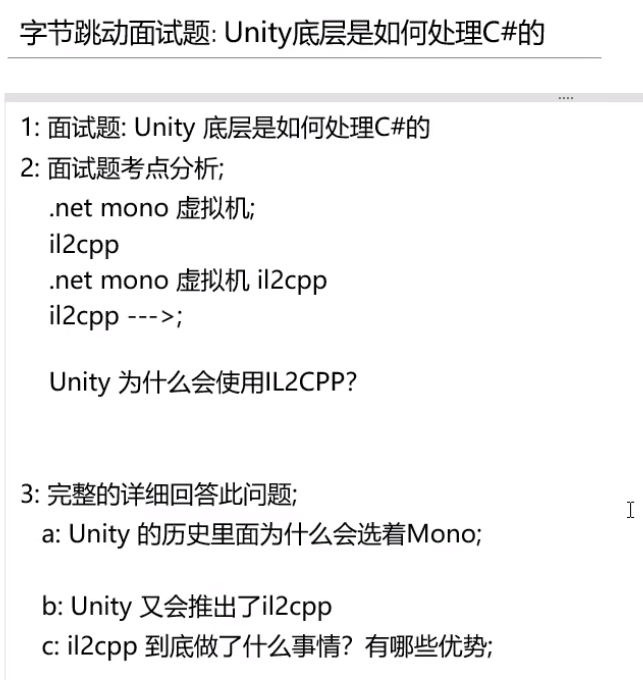 字节跳动面试题: Unity底层是如何处理C#的
1: 面试题: Unity 底层是如何处理C#的
2: 面试题考点分析;
.net mono 虚拟机;
il2cpp
.net mono 虚拟机 il2cpp
il2cpp --->;
Unity 为什么会使用IL2CPP?
3: 完整的详细回答此问题;
a: Unity 的历史里面为什么会选着Mono;
b: Unity 又会推出了il2cpp
c: il2cpp 到底做了什么事情？有哪些优势;